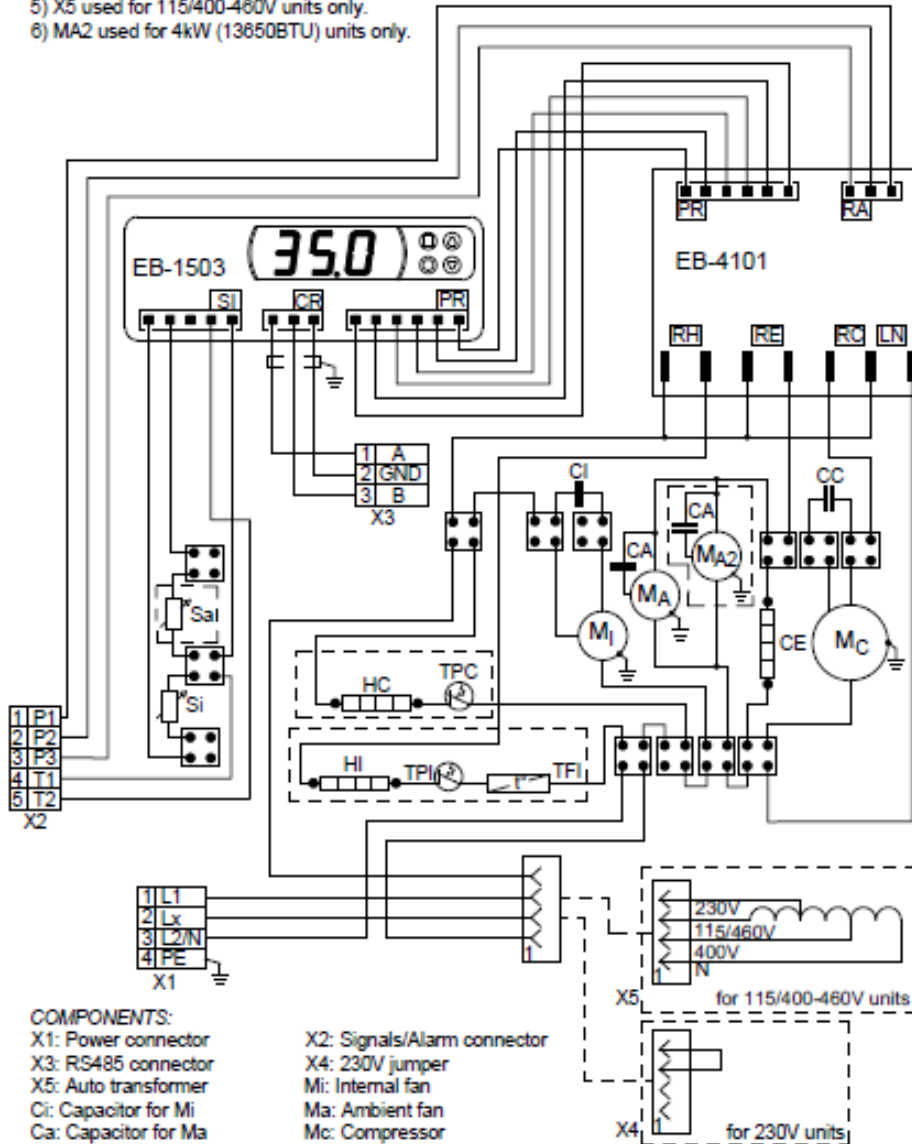 5) X5 used for 115/400-460V units only.
6) MA2 used for 4kW (13650BTU) units only.
PR
RA
EB-4101
EB-1503
35.0
SI
CR
PR
RH
RE
RC
LN
1 A
2 GND
3 B
X3
CI
CC
CA
CA
MA2
MA
MI
CE
MC
Sal
Si
HC
TPC
HI
TPI
t°
TFI
1 P1
2 P2
3 P3
4 T1
5 T2
X2
1 L1
2 Lx
3 L2/N
4 PE
X1
1
230V
115/460V
400V
N
1
X5
for 115/400-460V units
1
X4
for 230V units
COMPONENTS:
X1: Power connector
X2: Signals/Alarm connector
X3: RS485 connector
X4: 230V jumper
X5: Auto transformer
Mi: Internal fan
Ci: Capacitor for Mi
Ma: Ambient fan
Ca: Capacitor for Ma
Mc: Compressor